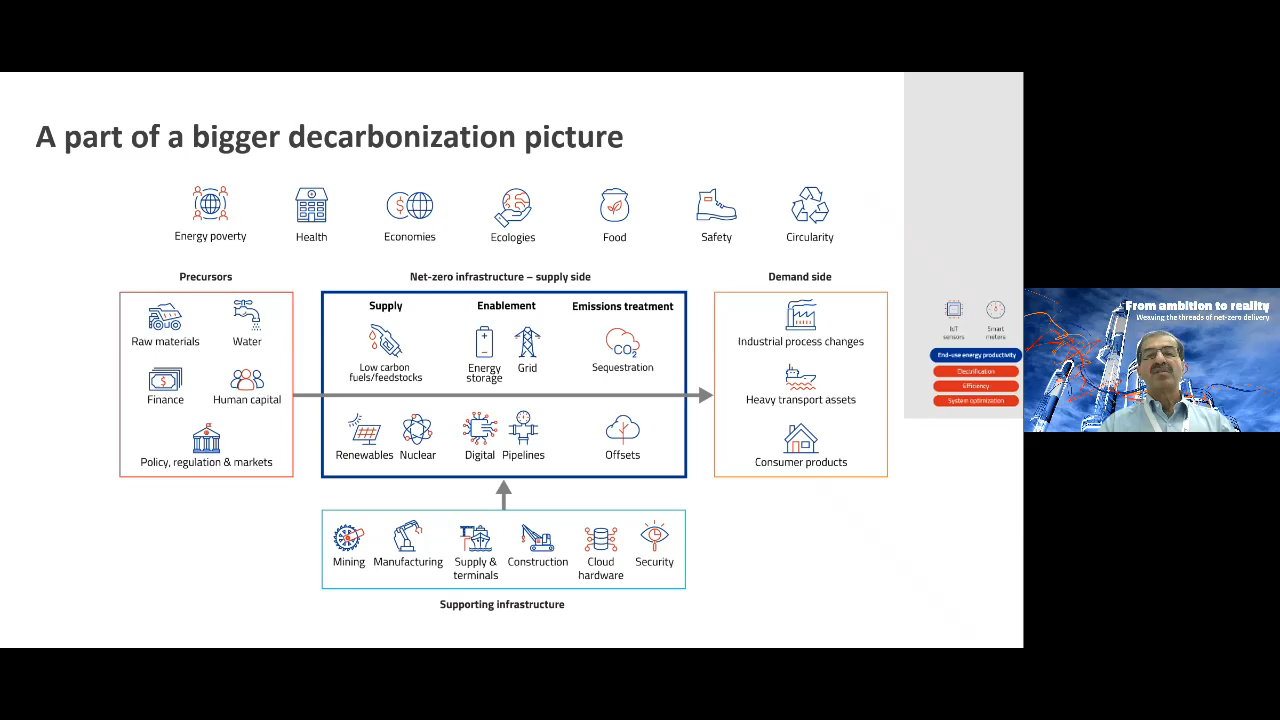 A part of a bigger decarbonization picture
Energy poverty
Health
Economies
Ecologies
Food
Safety
Circularity
Precursors
Raw materials
Water
Finance
Human capital
Policy, regulation & markets
Net-zero infrastructure – supply side
Supply
Enablement
Emissions treatment
Low carbon
fuels/feedstocks
Energy
storage
Grid
CO2
Sequestration
Renewables
Nuclear
Digital
Pipelines
Offsets
Demand side
Industrial process changes
Heavy transport assets
Consumer products
Mining
Manufacturing
Supply &
terminals
Construction
Cloud
hardware
Security
Supporting infrastructure
IoT
sensors
Smart
meters
End-use energy productivity
Electrification
Efficiency
System optimization
From ambition to reality
Weaving the threads of net-zero delivery